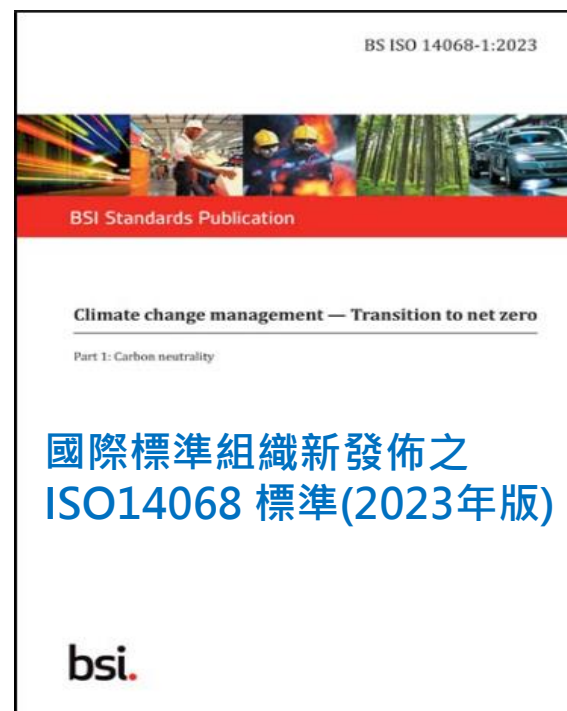 BS ISO 14068-1:2023
BSI Standards Publication
Climate change management — Transition to net zero
Part 1: Carbon neutrality
國際標準組織新發佈之
ISO14068 標準(2023年版)
bsi.